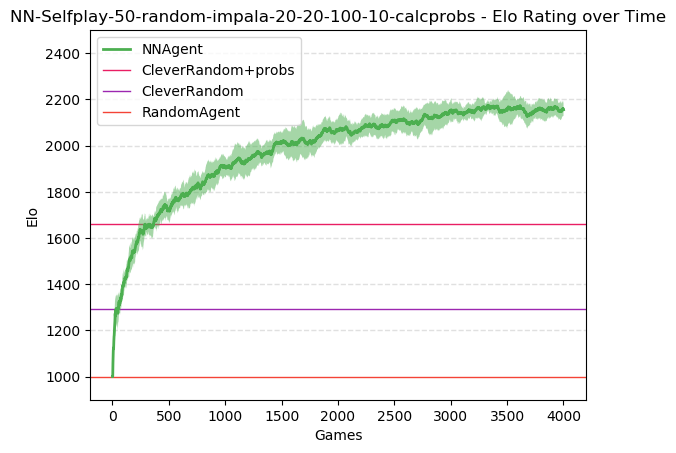 NN-Selfplay-50-random-impala-20-20-100-10-calcprobs - Elo Rating over Time
NNAgent
CleverRandom+probs
CleverRandom
RandomAgent
Elo
2400
2200
2000
1800
1600
1400
1200
1000
0 500 1000 1500 2000 2500 3000 3500 4000
Games